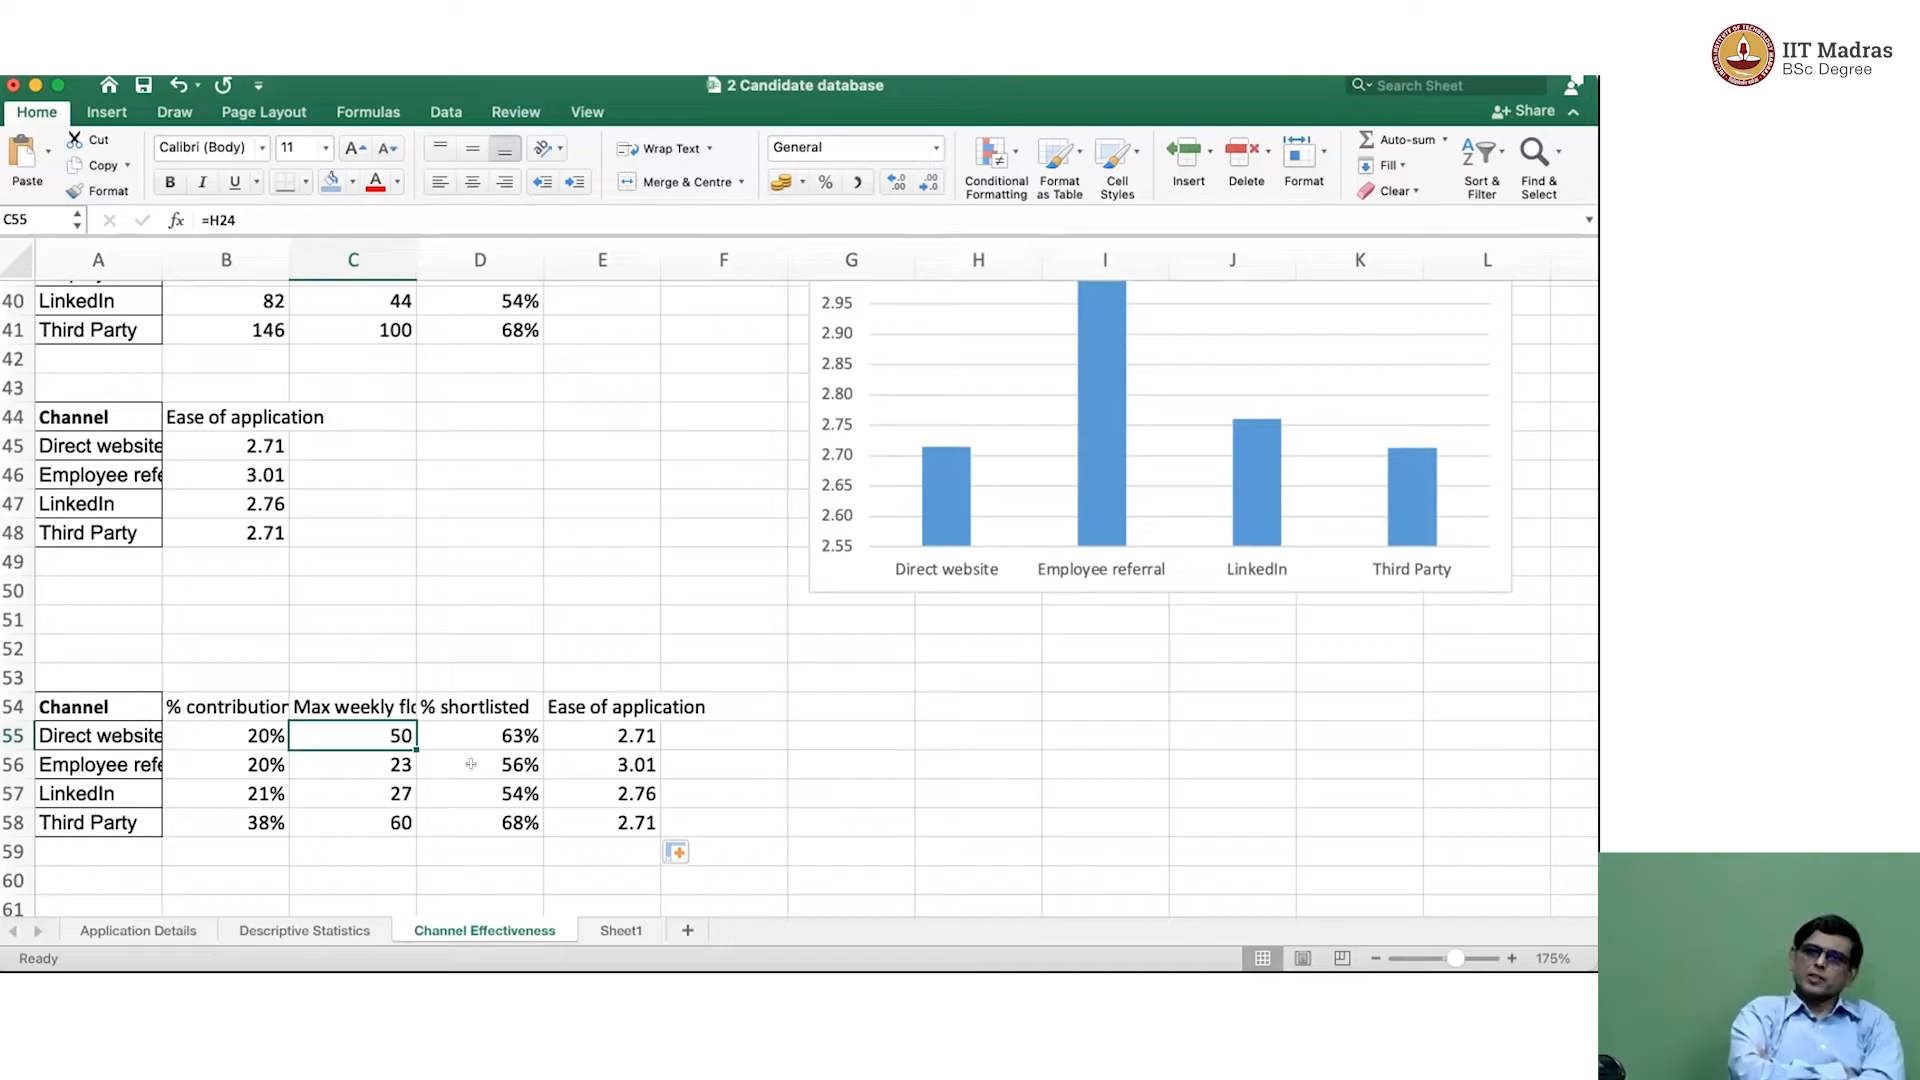 IIT Madras
BSc Degree
2 Candidate database
Search Sheet
Home Insert Draw Page Layout Formulas Data Review View
Share
Cut
Copy
Format
Paste
Calibri (Body) 11
Wrap Text
Merge & Centre
General
Conditional Formatting
Format as Table
Cell Styles
Insert
Delete
Format
Auto-sum
Fill
Clear
Sort & Filter
Find & Select
C55 fx =H24
A B C D E F G H I J K L
40 LinkedIn 82 44 54%
41 Third Party 146 100 68%
42
43
44 Channel Ease of application
45 Direct website 2.71
46 Employee refe 3.01
47 LinkedIn 2.76
48 Third Party 2.71
49
50
51
52
53
54 Channel % contribution Max weekly flo % shortlisted Ease of application
55 Direct website 20% 50 63% 2.71
56 Employee refe 20% 23 56% 3.01
57 LinkedIn 21% 27 54% 2.76
58 Third Party 38% 60 68% 2.71
59
60
61
2.95
2.90
2.85
2.80
2.75
2.70
2.65
2.60
2.55
Direct website Employee referral LinkedIn Third Party
Application Details Descriptive Statistics Channel Effectiveness Sheet1 +
Ready
175%